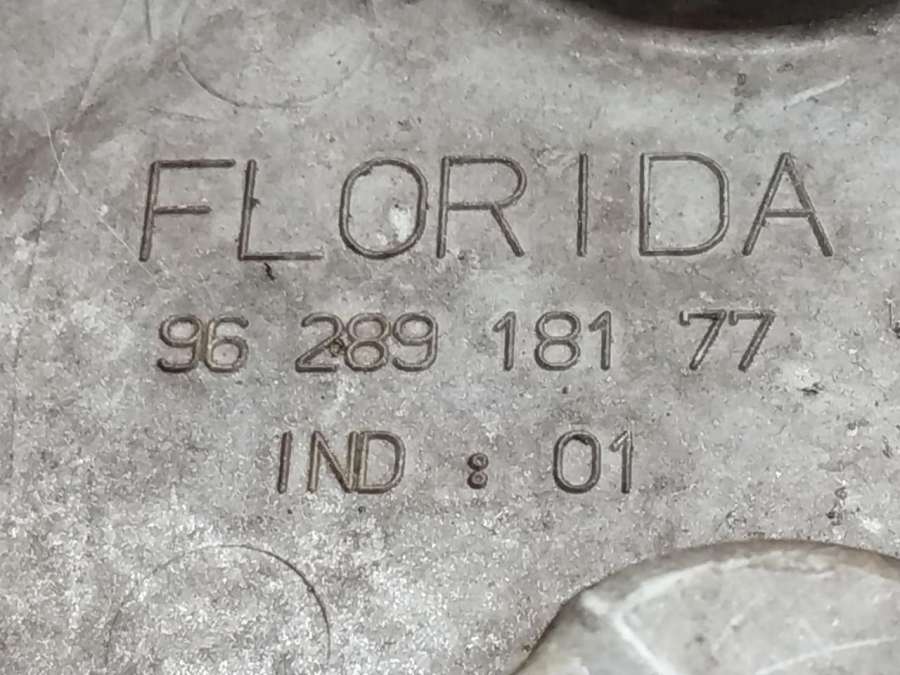 FLORIDA
96 289 181 77
IND : 01